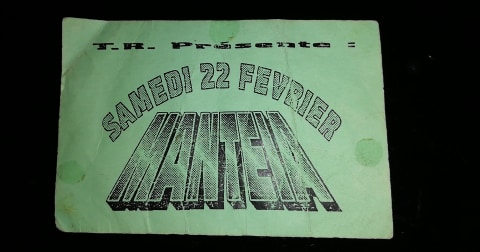 T.R. Présente :
SAMEDI 22 FEVRIER
MANTEIA